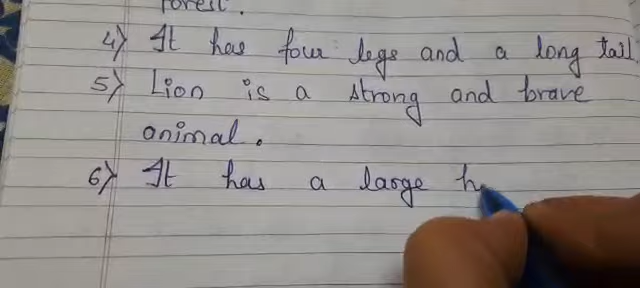 forest.
4) It has four legs and a long tail.
5) Lion is a strong and brave
animal.
6) It has a large h